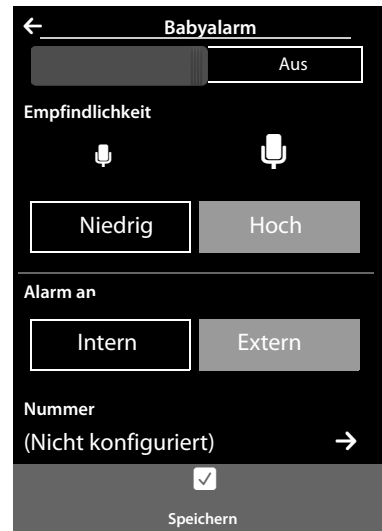 Babyalarm
Aus
Empfindlichkeit
Niedrig Hoch
Alarm an
Intern Extern
Nummer
(Nicht konfiguriert)
Speichern